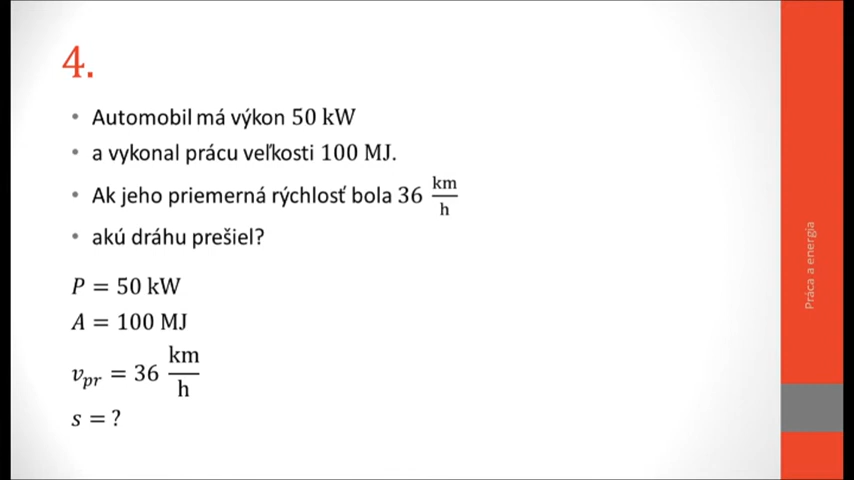 4.
• Automobil má výkon 50 kW
• a vykonal prácu veľkosti 100 MJ.
• Ak jeho priemerná rýchlosť bola 36 km/h
• akú dráhu prešiel?
P = 50 kW
A = 100 MJ
v_pr = 36 km/h
s = ?
Práca a energia